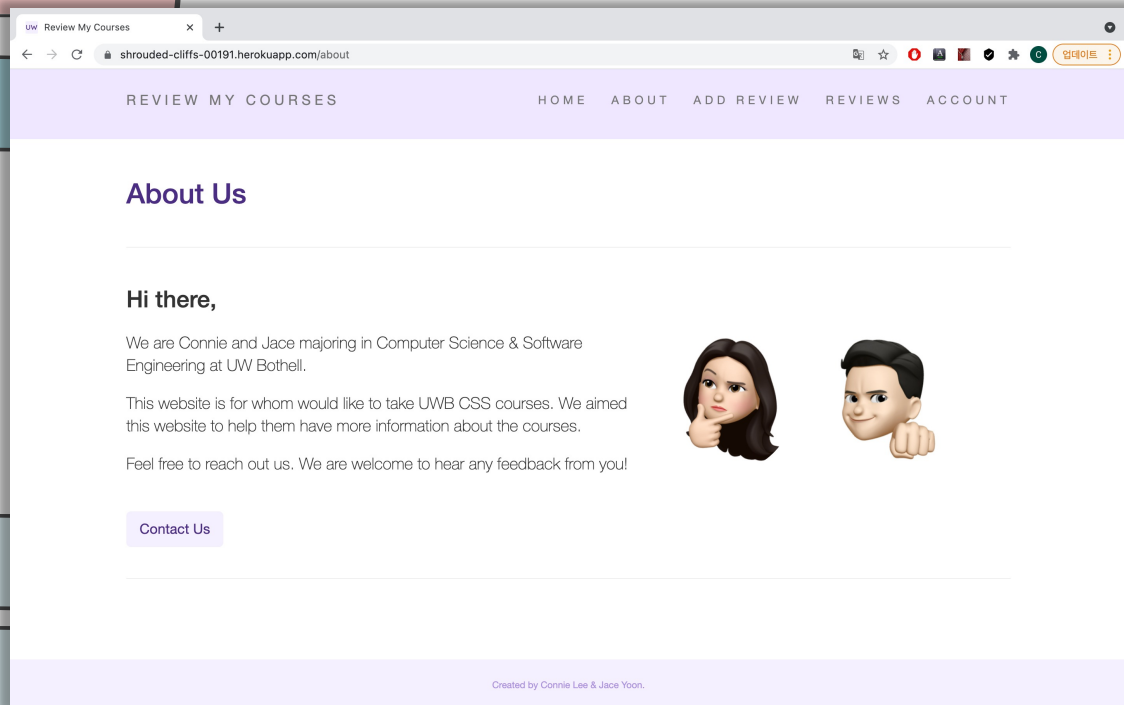 UW Review My Courses
shrouded-cliffs-00191.herokuapp.com/about
C
업데이트
REVIEW MY COURSES
HOME ABOUT ADD REVIEW REVIEWS ACCOUNT
About Us
Hi there,
We are Connie and Jace majoring in Computer Science & Software
Engineering at UW Bothell.
This website is for whom would like to take UWB CSS courses. We aimed
this website to help them have more information about the courses.
Feel free to reach out us. We are welcome to hear any feedback from you!
Contact Us
Created by Connie Lee & Jace Yoon.